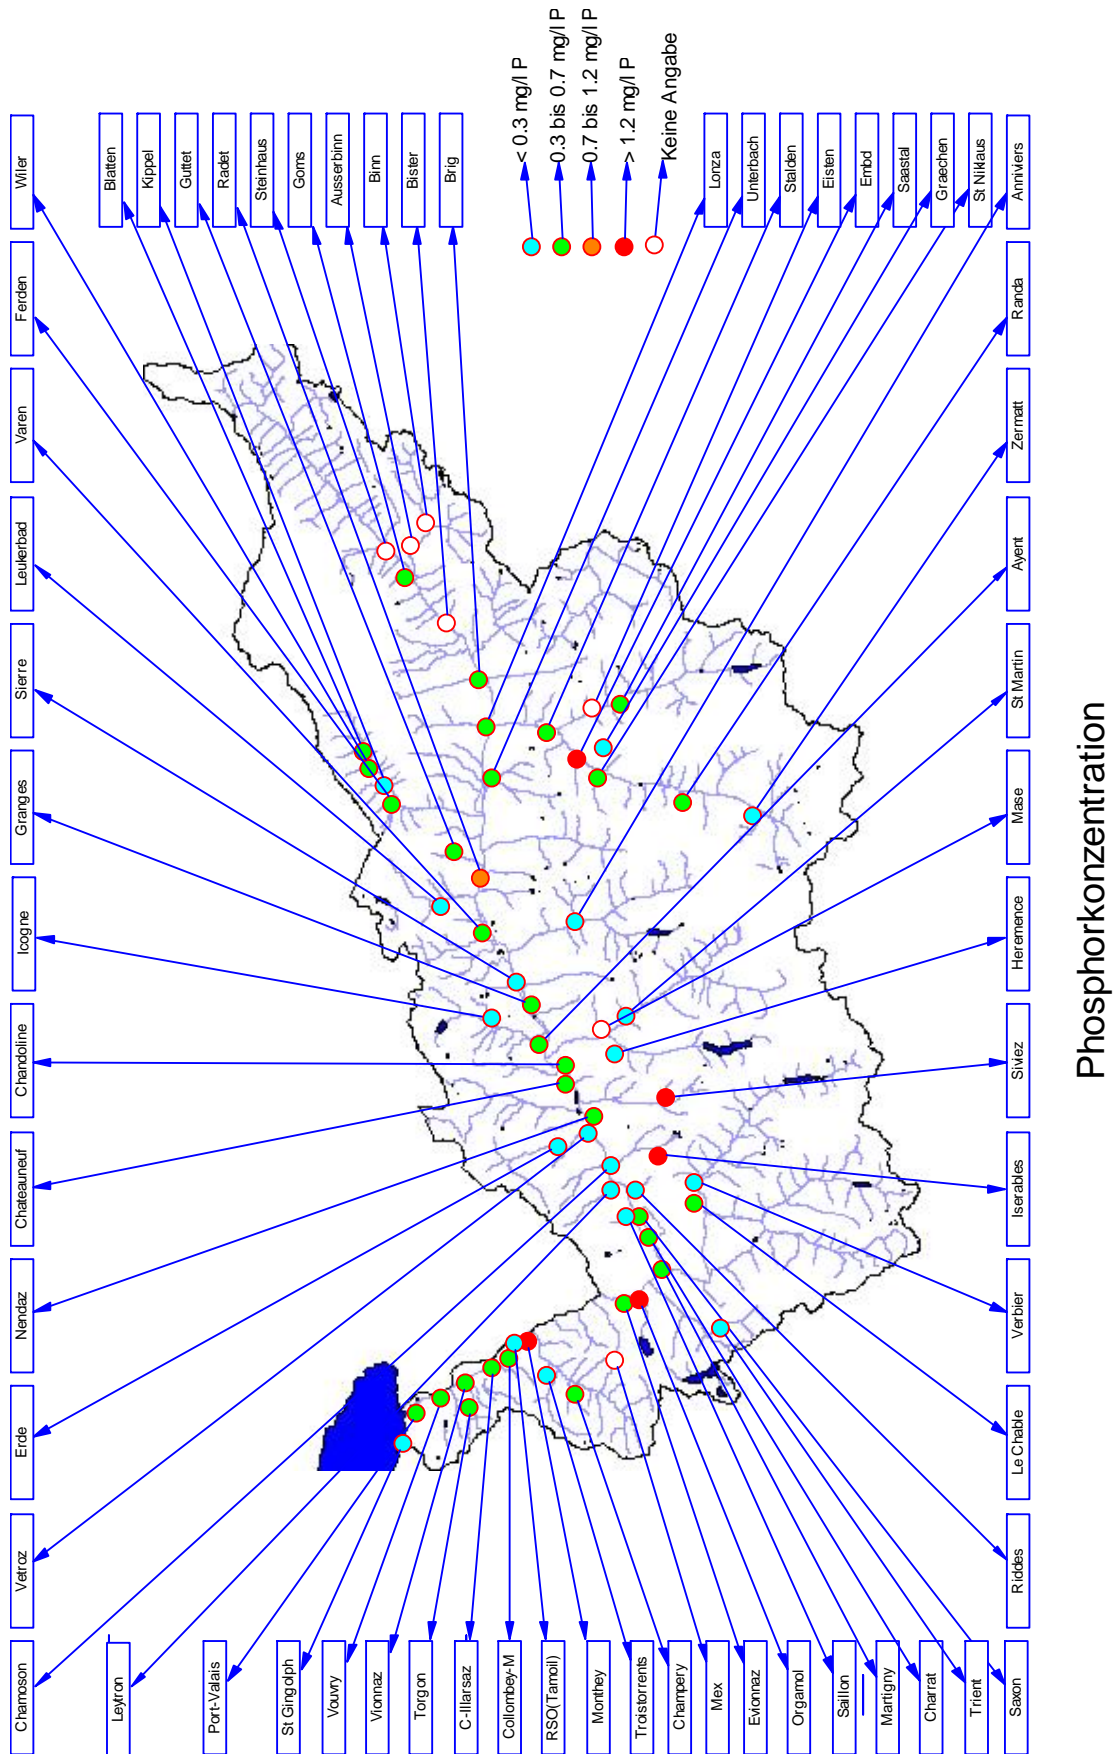 Chamoson
Vetroz
Erde
Nendaz
Chateauneuf
Chandoline
Icogne
Granges
Sierre
Leukerbad
Varen
Ferden
Wiler
Leytron
Port-Valais
St Gingolph
Vouvry
Vionnaz
Torgon
C-Illarsaz
Collombey-M
RSO(Tamoil)
Monthey
Troistorrents
Champery
Mex
Evionnaz
Orgamol
Saillon
Martigny
Charrat
Trient
Saxon
Blatten
Kippel
Guttet
Radet
Steinhaus
Goms
Ausserbinn
Binn
Bister
Brig
< 0.3 mg/l P
0.3 bis 0.7 mg/l P
0.7 bis 1.2 mg/l P
> 1.2 mg/l P
Keine Angabe
Lonza
Unterbach
Stalden
Eisten
Embd
Saastal
Graechen
St Niklaus
Riddes
Le Chable
Verbier
Iserables
Siviez
Heremence
Mase
St Martin
Ayent
Zermatt
Randa
Anniviers
Phosphorkonzentration